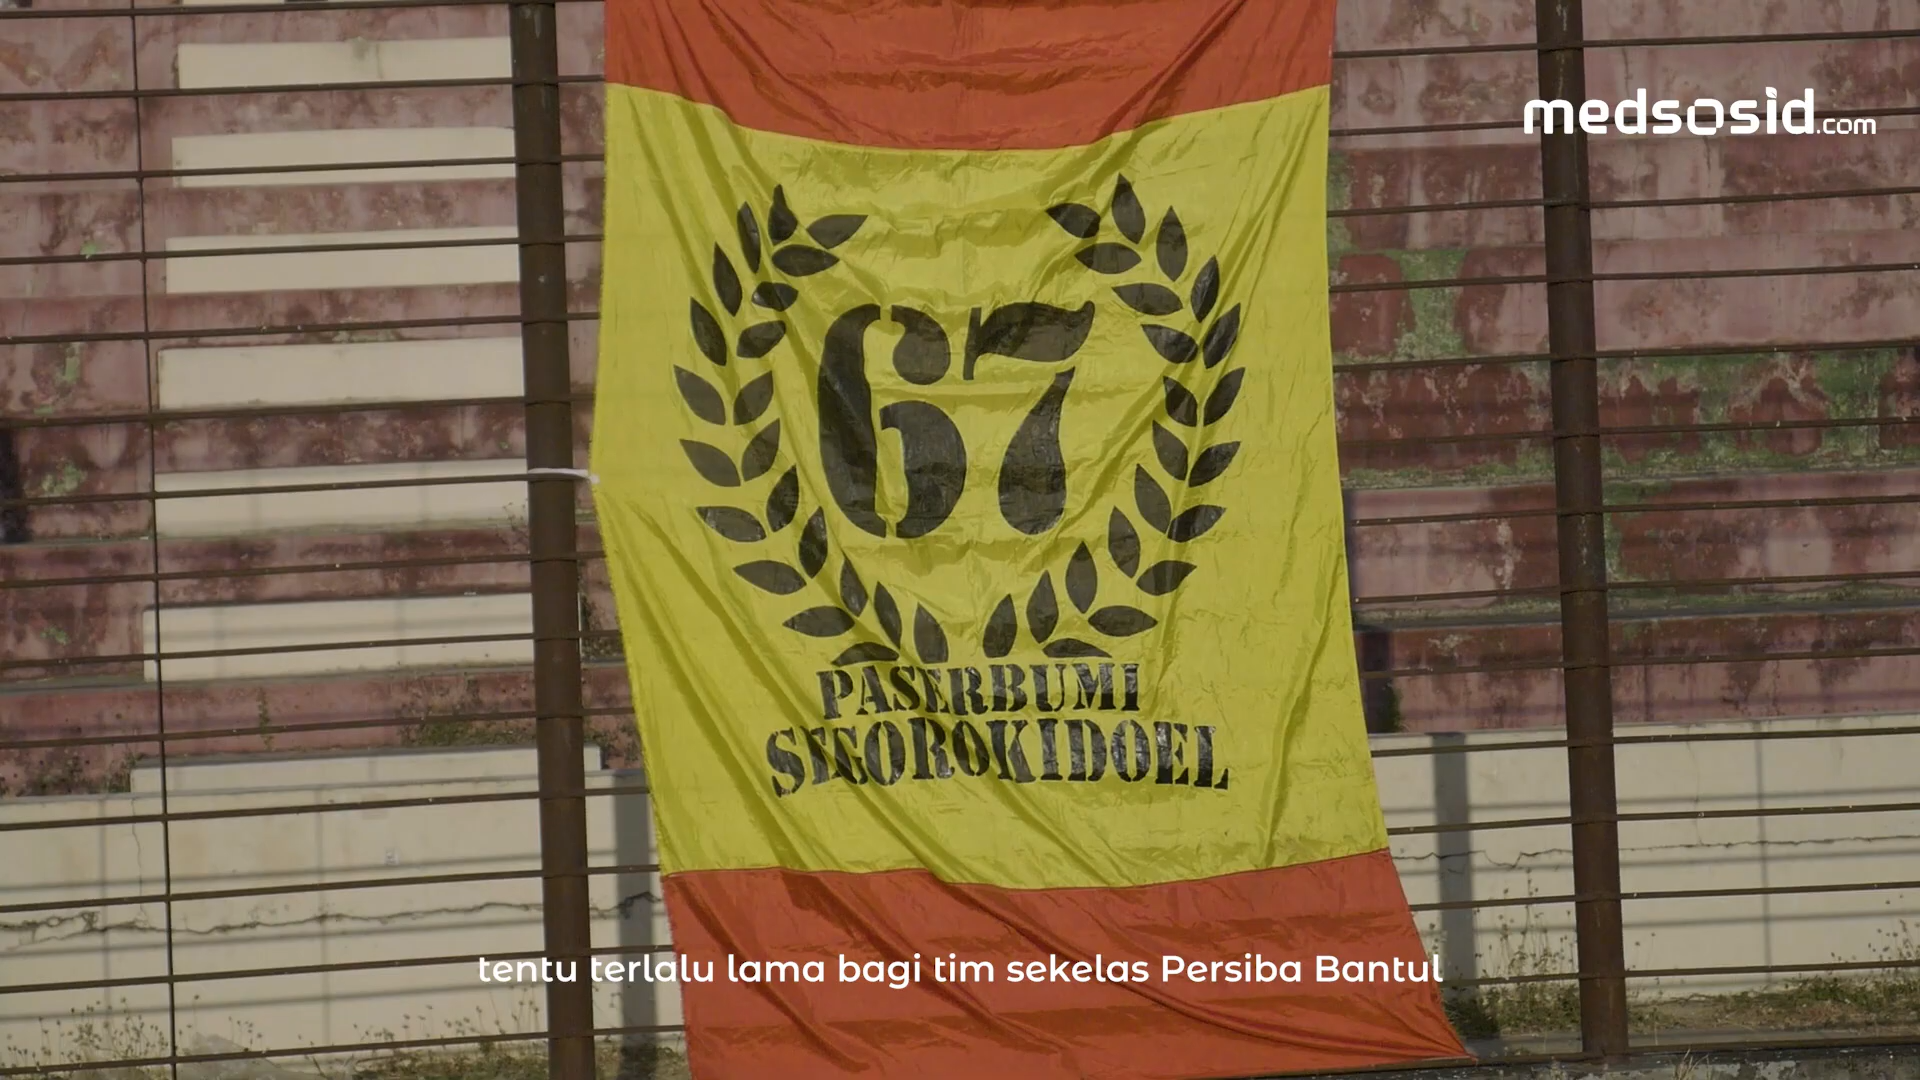 medsosid.com
67
PASERBUMI
SEGOROKIDOEL
tentu terlalu lama bagi tim sekelas Persiba Bantul